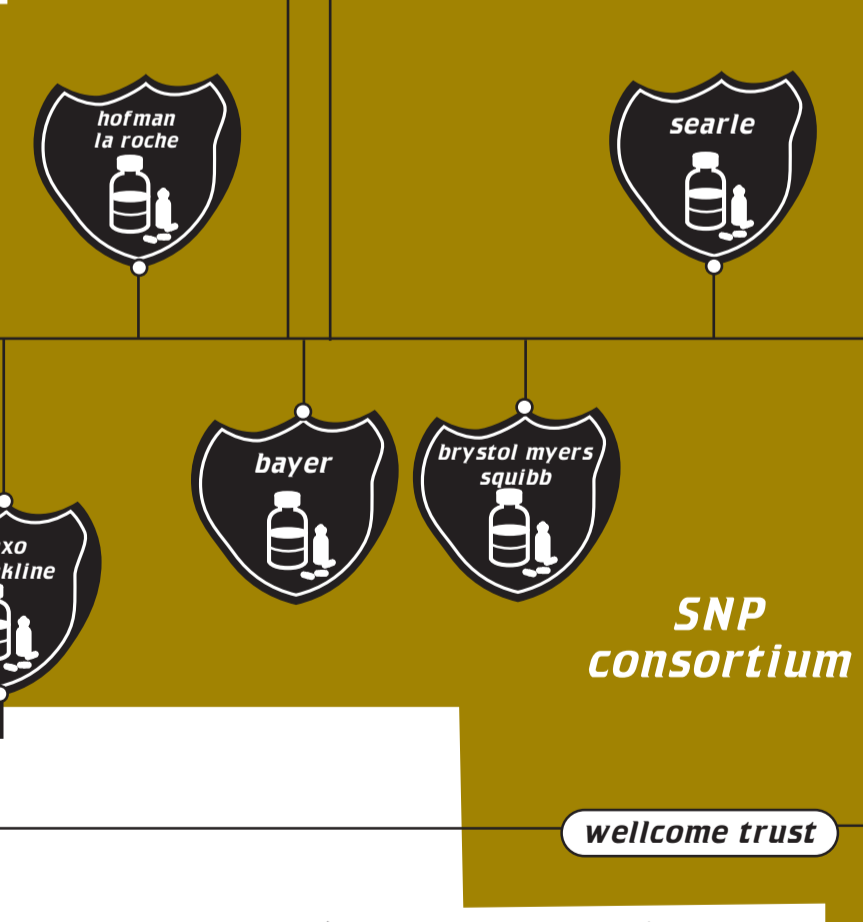 hofman
la roche
searle
bayer
brystol myers
squibb
SNP
consortium
wellcome trust